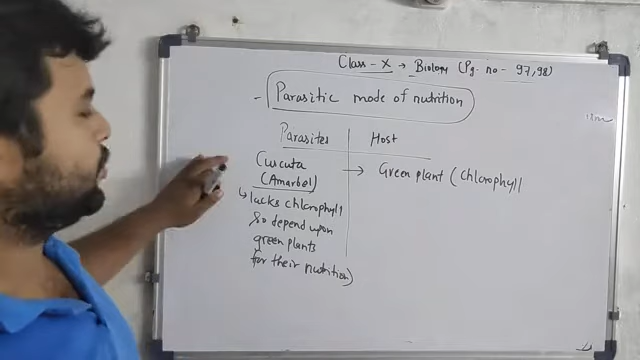 Class-X → Biology (Pg. no - 97,98)
- Parasitic mode of nutrition
Parasites
Host
Cuscuta
(Amarbel)
→ Green plant (Chlorophyll
↳ lacks chlorophyll
so depend upon
green plants
for their nutrition)